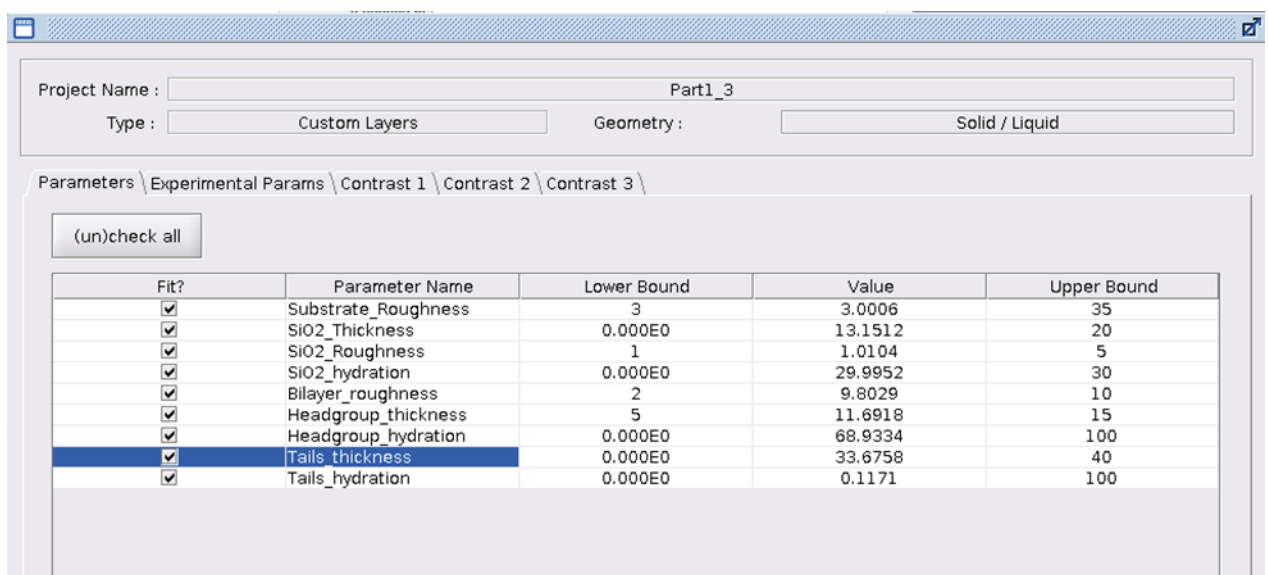 Project Name : Part1_3
Type : Custom Layers Geometry : Solid / Liquid
Parameters Experimental Params Contrast 1 Contrast 2 Contrast 3
(un)check all
Fit? Parameter Name Lower Bound Value Upper Bound
Substrate_Roughness 3 3.0006 35
SiO2_Thickness 0.000E0 13.1512 20
SiO2_Roughness 1 1.0104 5
SiO2_hydration 0.000E0 29.9952 30
Bilayer_roughness 2 9.8029 10
Headgroup_thickness 5 11.6918 15
Headgroup_hydration 0.000E0 68.9334 100
Tails_thickness 0.000E0 33.6758 40
Tails_hydration 0.000E0 0.1171 100